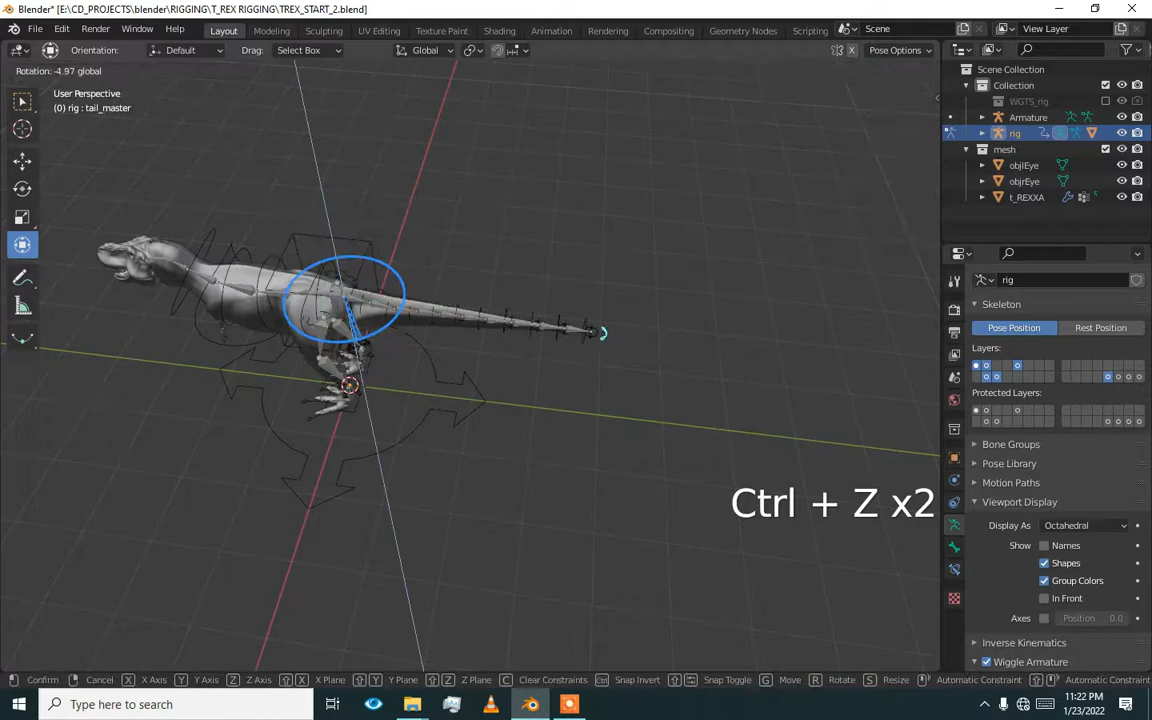 Blender* [E:\CD_PROJECTS\blender\RIGGING\T_REX RIGGING\TREX_START_2.blend]
File Edit Render Window Help Layout Modeling Sculpting UV Editing Texture Paint Shading Animation Rendering Compositing Geometry Nodes Scripting Scene View Layer
Orientation: Default Drag: Select Box Global Pose Options
Rotation: -4.97 global
User Perspective
(0) rig : tail_master
Scene Collection
Collection
WGTS_rig
Armature
rig
mesh
objlEye
objrEye
t_REXXA
rig
Skeleton
Pose Position Rest Position
Layers:
Protected Layers:
Bone Groups
Pose Library
Motion Paths
Viewport Display
Display As Octahedral
Show Names
Shapes
Group Colors
In Front
Axes Position 0.0
Inverse Kinematics
Wiggle Armature
Ctrl + Z x2
Confirm Cancel X X Axis Y Y Axis Z Z Axis X X Plane Y Y Plane Z Z Plane C Clear Constraints Ctrl Snap Invert Snap Toggle G Move R Rotate S Resize Automatic Constraint Automatic Constrain
Type here to search
11:22 PM
1/23/2022